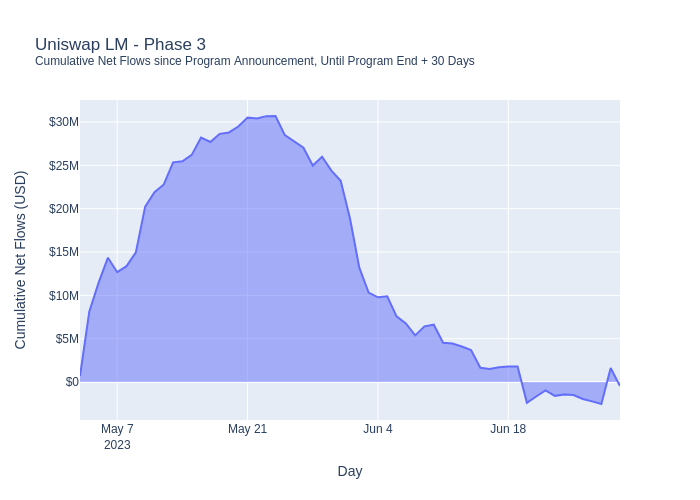 Uniswap LM - Phase 3
Cumulative Net Flows since Program Announcement, Until Program End + 30 Days
Cumulative Net Flows (USD)
$30M
$25M
$20M
$15M
$10M
$5M
$0
May 7
2023
May 21
Jun 4
Jun 18
Day